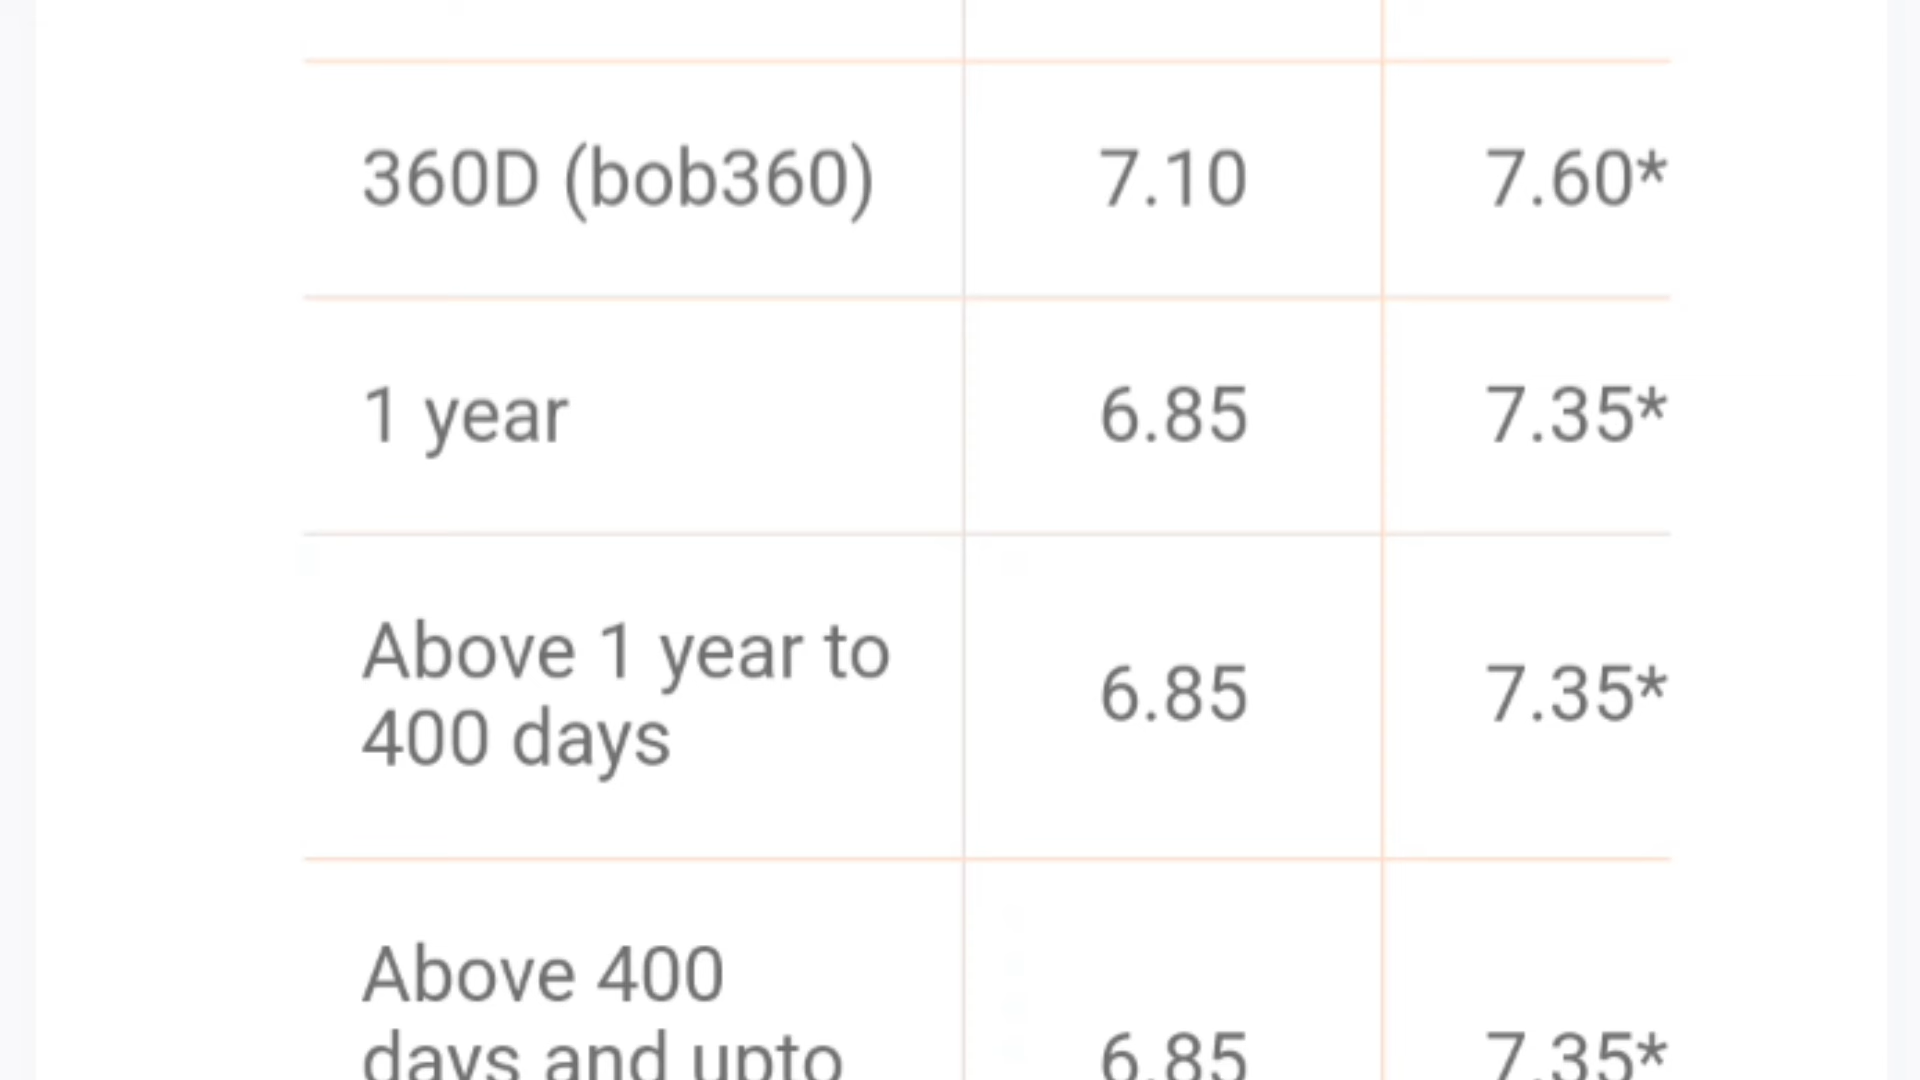 360D (bob360) 7.10 7.60*
1 year 6.85 7.35*
Above 1 year to
400 days 6.85 7.35*
Above 400
days and upto 6.85 7.35*